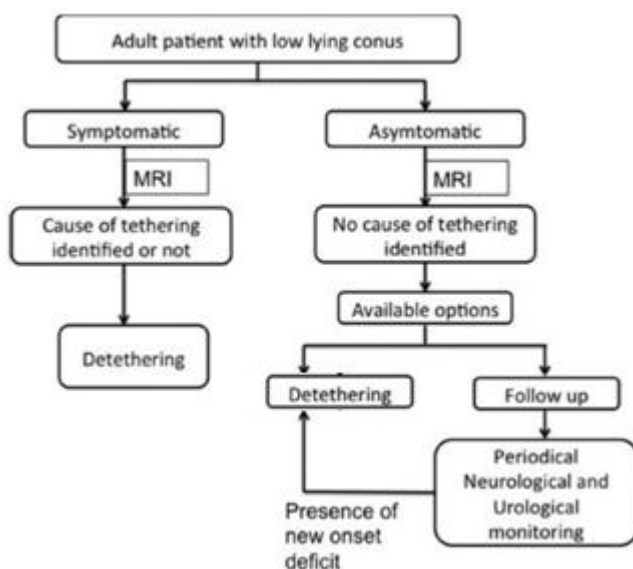 Adult patient with low lying conus
Symptomatic
Asymtomatic
MRI
MRI
Cause of tethering
identified or not
No cause of tethering
identified
Available options
Detethering
Detethering
Follow up
Periodical
Neurological and
Urological
monitoring
Presence of
new onset
deficit